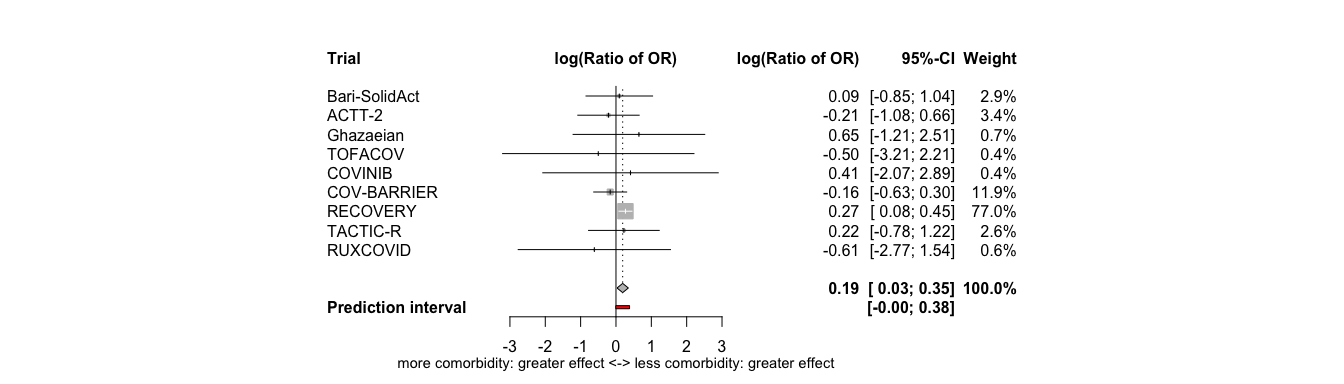 Trial log(Ratio of OR) log(Ratio of OR) 95%-CI Weight
Bari-SolidAct 0.09 [-0.85; 1.04] 2.9%
ACTT-2 -0.21 [-1.08; 0.66] 3.4%
Ghazaeian 0.65 [-1.21; 2.51] 0.7%
TOFACOV -0.50 [-3.21; 2.21] 0.4%
COVINIB 0.41 [-2.07; 2.89] 0.4%
COV-BARRIER -0.16 [-0.63; 0.30] 11.9%
RECOVERY 0.27 [ 0.08; 0.45] 77.0%
TACTIC-R 0.22 [-0.78; 1.22] 2.6%
RUXCOVID -0.61 [-2.77; 1.54] 0.6%
0.19 [ 0.03; 0.35] 100.0%
Prediction interval [-0.00; 0.38]
-3 -2 -1 0 1 2 3
more comorbidity: greater effect <-> less comorbidity: greater effect